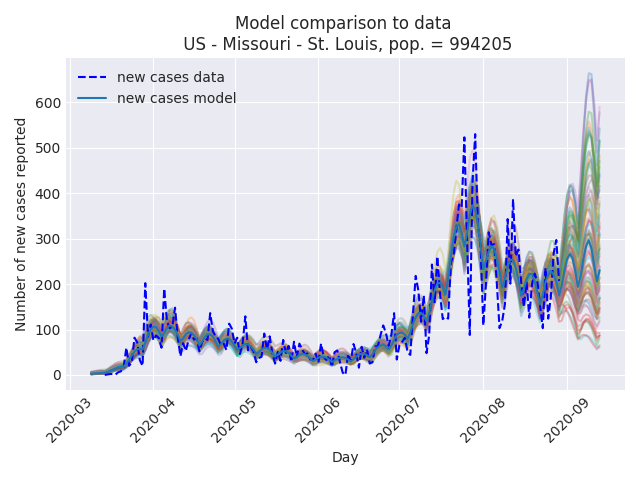 Model comparison to data
US - Missouri - St. Louis, pop. = 994205
new cases data
new cases model
Number of new cases reported
600
500
400
300
200
100
0
2020-03
2020-04
2020-05
2020-06
2020-07
2020-08
2020-09
Day